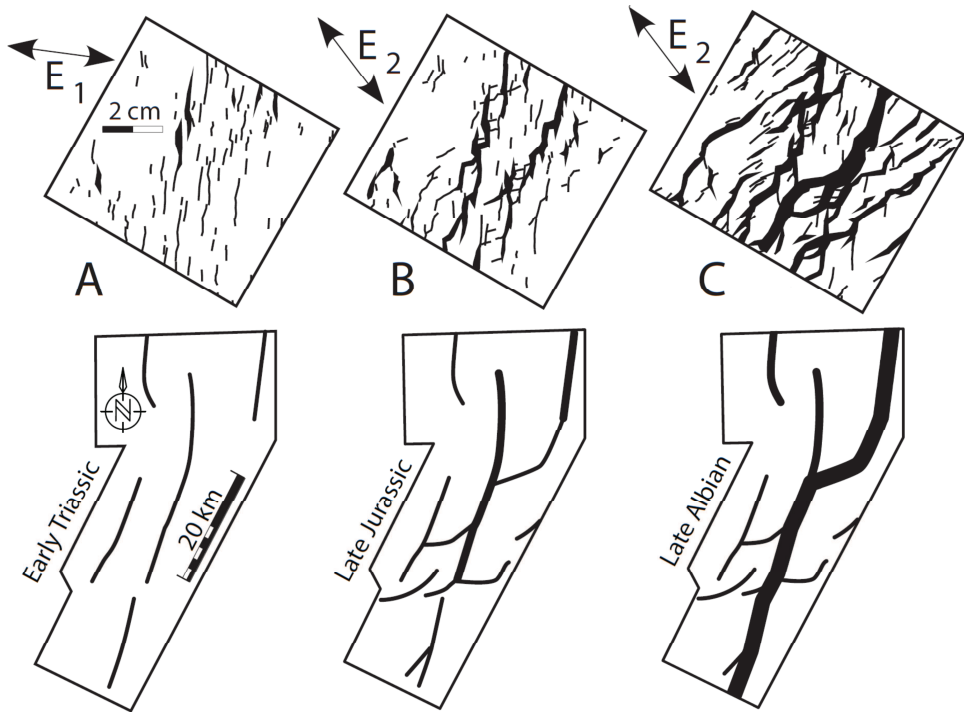 E1
E2
E2
2 cm
A
B
C
N
Early Triassic
20 km
Late Jurassic
Late Albian